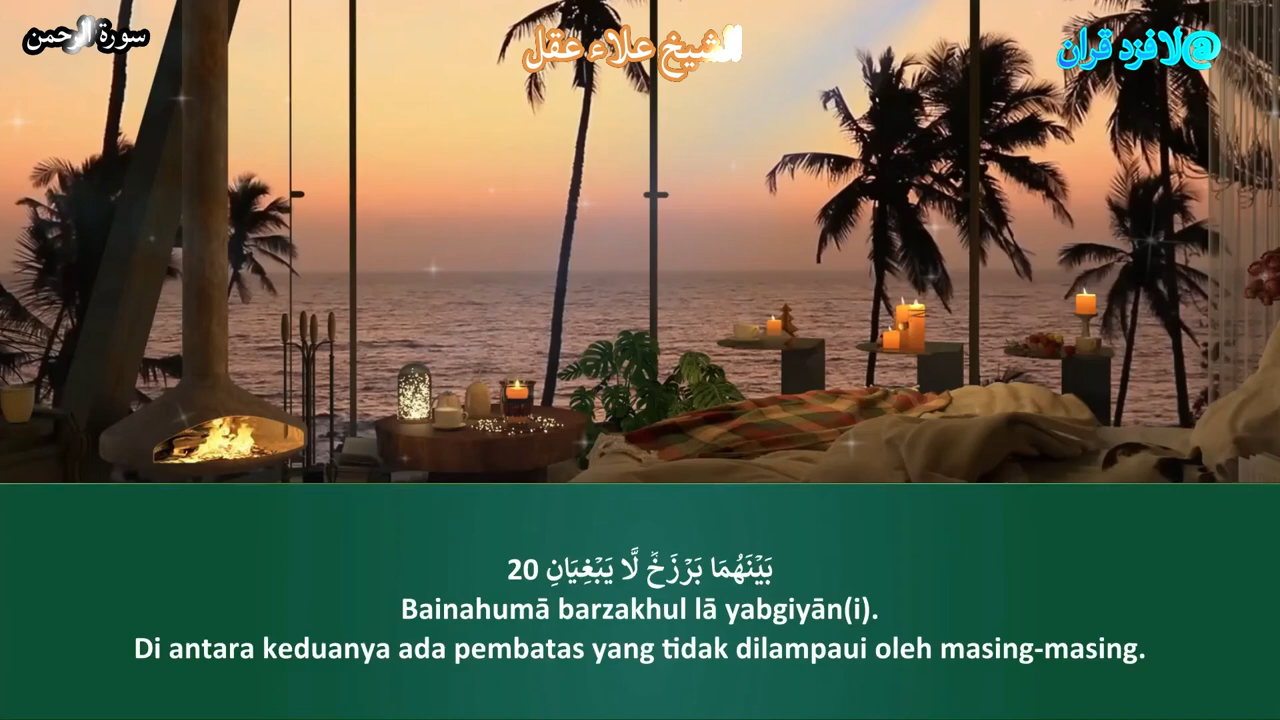 سورة الرحمن
الشيخ علاء عقل
@لافزد قران
بَيْنَهُمَا بَرْزَخٌ لَّا يَبْغِيَانِۚ 20
Bainahumā barzakhul lā yabgiyān(i).
Di antara keduanya ada pembatas yang tidak dilampaui oleh masing-masing.